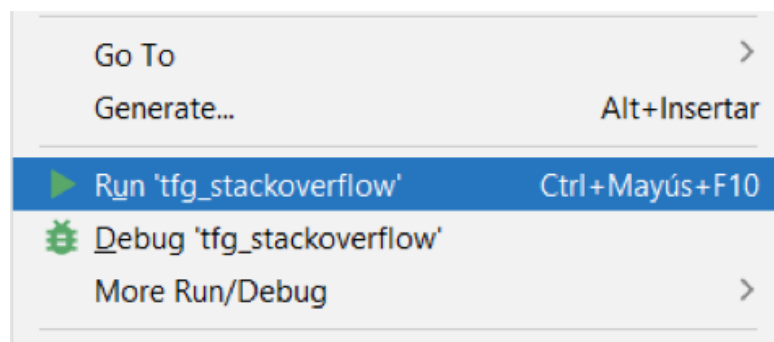 Go To
Generate... Alt+Insertar
Run 'tfg_stackoverflow' Ctrl+Mayús+F10
Debug 'tfg_stackoverflow'
More Run/Debug